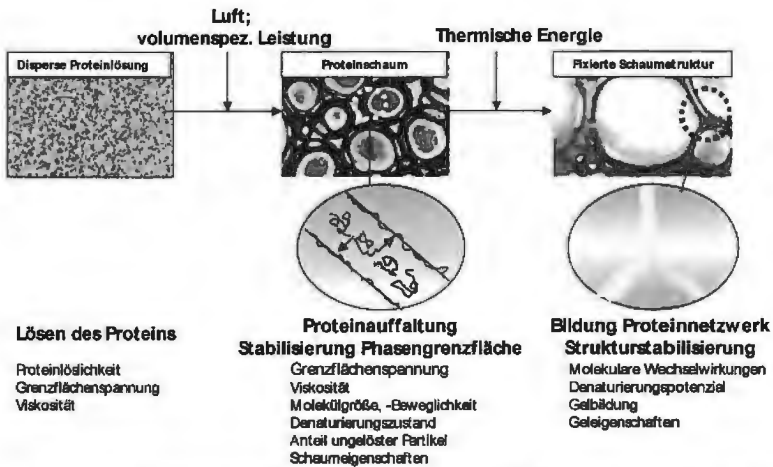 Luft;
volumenspez. Leistung
Thermische Energie
Disperse Proteinlösung
Proteinschaum
Fixierte Schaumstruktur
Lösen des Proteins
Proteinlöslichkeit
Grenzflächenspannung
Viskosität
Proteinauffaltung
Stabilisierung Phasengrenzfläche
Grenzflächenspannung
Viskosität
Molekülgröße, -Beweglichkeit
Denaturierungszustand
Anteil ungelöster Partikel
Schaumeigenschaften
Bildung Proteinnetzwerk
Strukturstabilisierung
Molekulare Wechselwirkungen
Denaturierungspotenzial
Gelbildung
Geleigenschaften